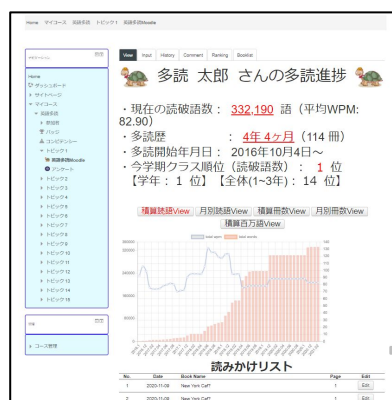 Home マイコース 英語多読 トピック1 英語多読Moodle
Home
ダッシュボード
サイトページ
マイコース
英語多読
参加者
バッジ
コンピテンシー
トピック1
英語多読Moodle
アンケート
トピック2
トピック3
トピック4
トピック5
トピック6
トピック7
トピック8
トピック9
トピック10
トピック11
トピック12
トピック13
トピック14
トピック15
コース管理
View Input History Comment Ranking Booklist
多読 太郎 さんの多読進捗
・現在の読破語数: 332,190 語(平均WPM:
82.90)
・多読歴 : 4年 4ヶ月(114 冊)
・多読開始年月日: 2016年10月4日~
・今学期クラス順位(読破語数): 1 位
【学年: 1 位】【全体(1~3年): 14 位】
積算読語View 月別読語View 積算冊数View 月別冊数View
積算百万語View
読みかけリスト
No. Date Book Name Page Edit
1 2020-11-09 New York Caf? 1 Edit
2 2020-11-09 New York Caf? 1 Edit